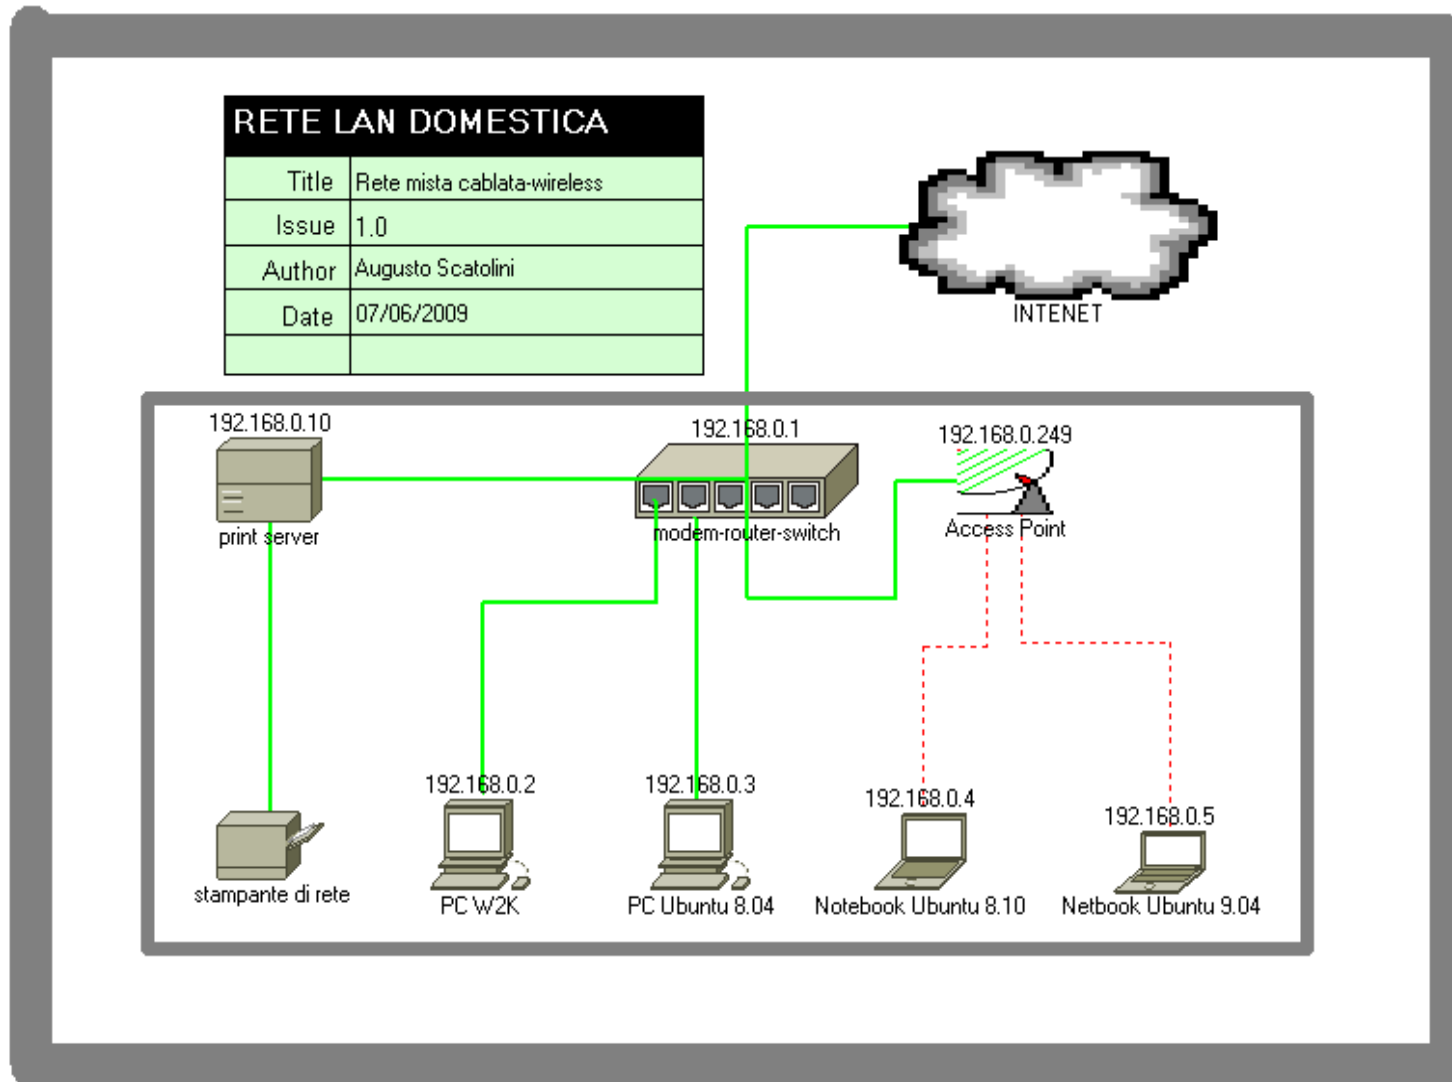 RETE LAN DOMESTICA
Title Rete mista cablata-wireless
Issue 1.0
Author Augusto Scatolini
Date 07/06/2009
INTENET
192.168.0.10
192.168.0.1
192.168.0.249
print server
modem-router-switch
Access Point
192.168.0.2
192.168.0.3
192.168.0.4
192.168.0.5
stampante di rete
PC W2K
PC Ubuntu 8.04
Notebook Ubuntu 8.10
Netbook Ubuntu 9.04